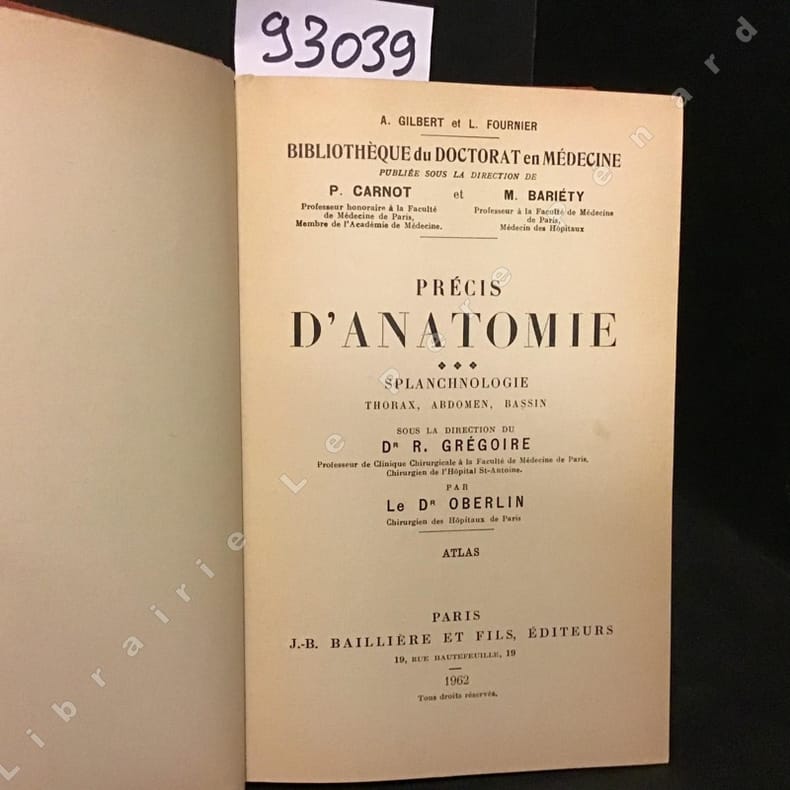 93039
A. GILBERT et L. FOURNIER
BIBLIOTHÈQUE du DOCTORAT en MÉDECINE
PUBLIÉE SOUS LA DIRECTION DE
P. CARNOT et M. BARIÉTY
Professeur honoraire à la Faculté
de Médecine de Paris,
Membre de l'Académie de Médecine.
Professeur à la Faculté de Médecine
de Paris,
Médecin des Hôpitaux
PRÉCIS
D'ANATOMIE
SPLANCHNOLOGIE
THORAX, ABDOMEN, BASSIN
SOUS LA DIRECTION DU
Dr R. GRÉGOIRE
Professeur de Clinique Chirurgicale à la Faculté de Médecine de Paris,
Chirurgien de l'Hôpital St-Antoine.
PAR
Le Dr OBERLIN
Chirurgien des Hôpitaux de Paris
ATLAS
PARIS
J.-B. BAILLIÈRE ET FILS, ÉDITEURS
19, RUE HAUTEFEUILLE, 19
1962
Tous droits réservés.
Librairie Le Père Pénard